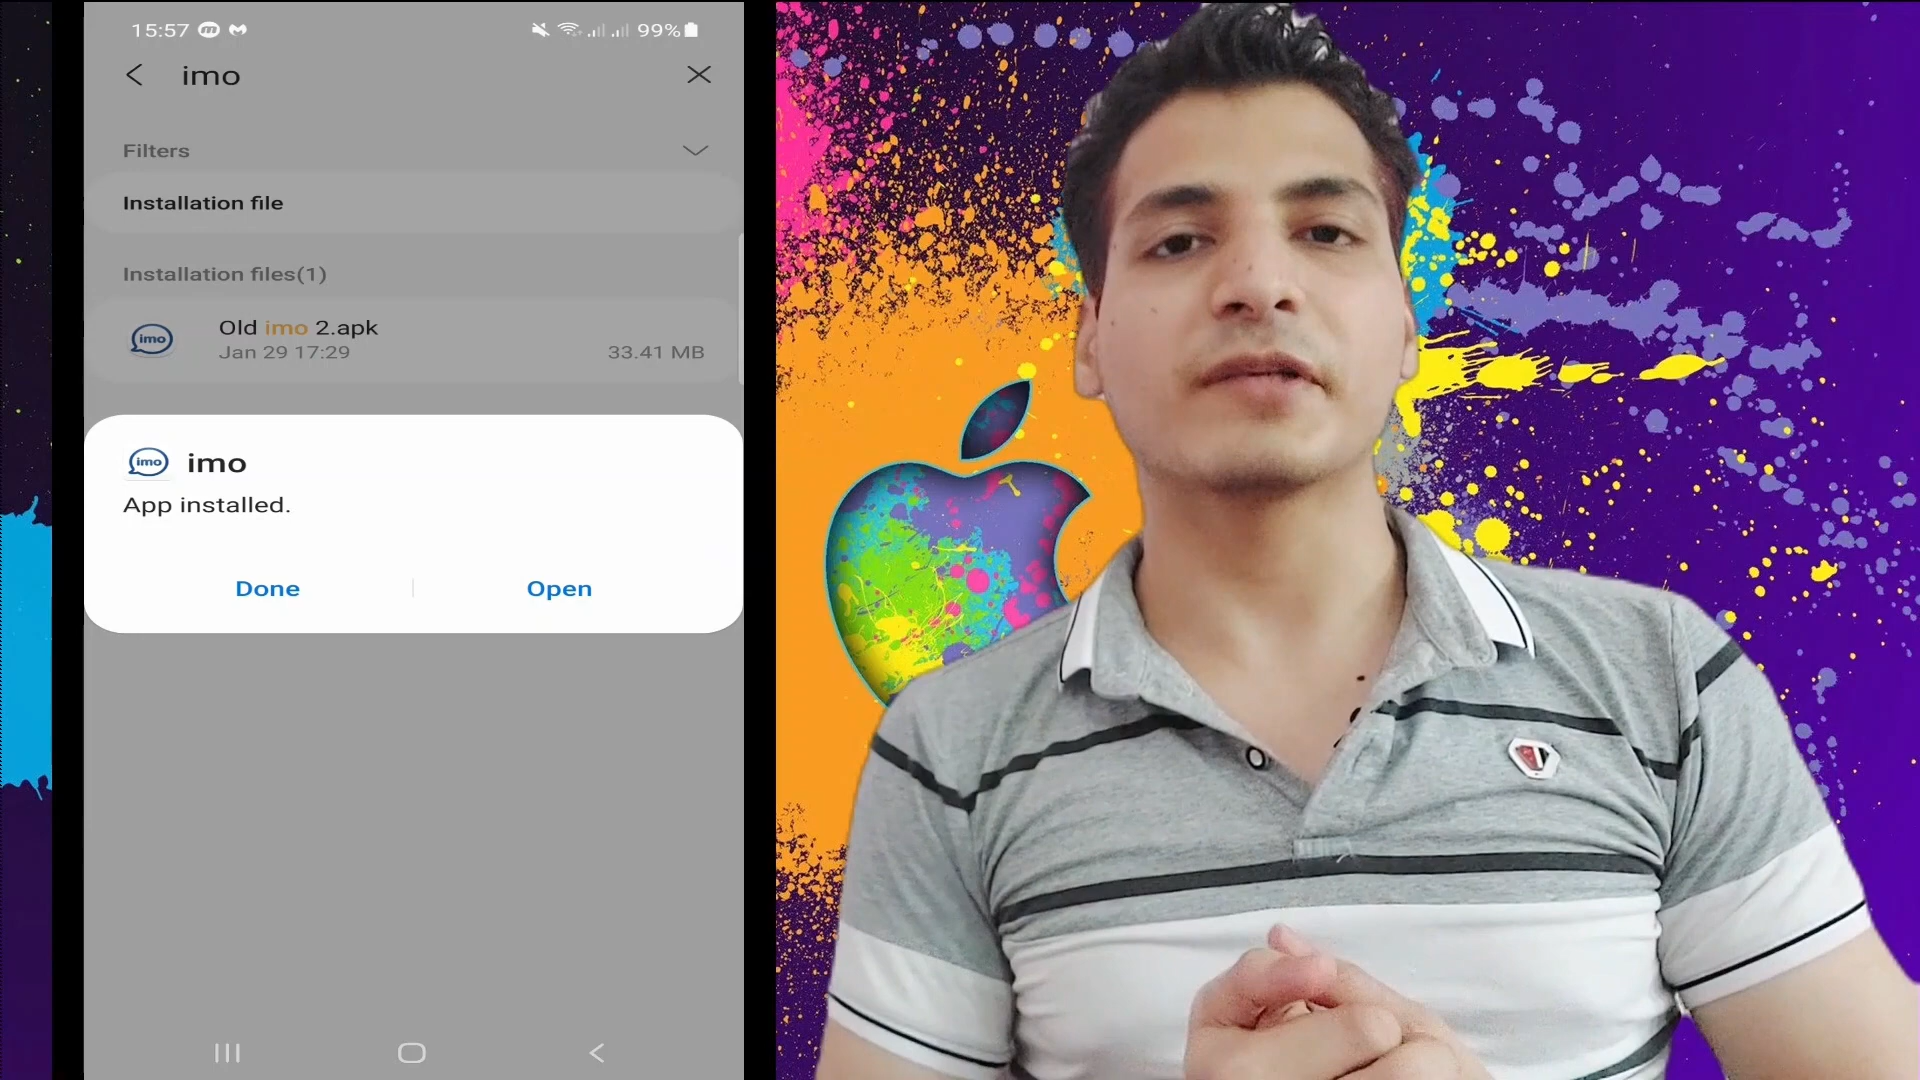 15:57
99%
imo
Filters
Installation file
Installation files(1)
imo
Old imo 2.apk
Jan 29 17:29
33.41 MB
imo
imo
App installed.
Done
Open